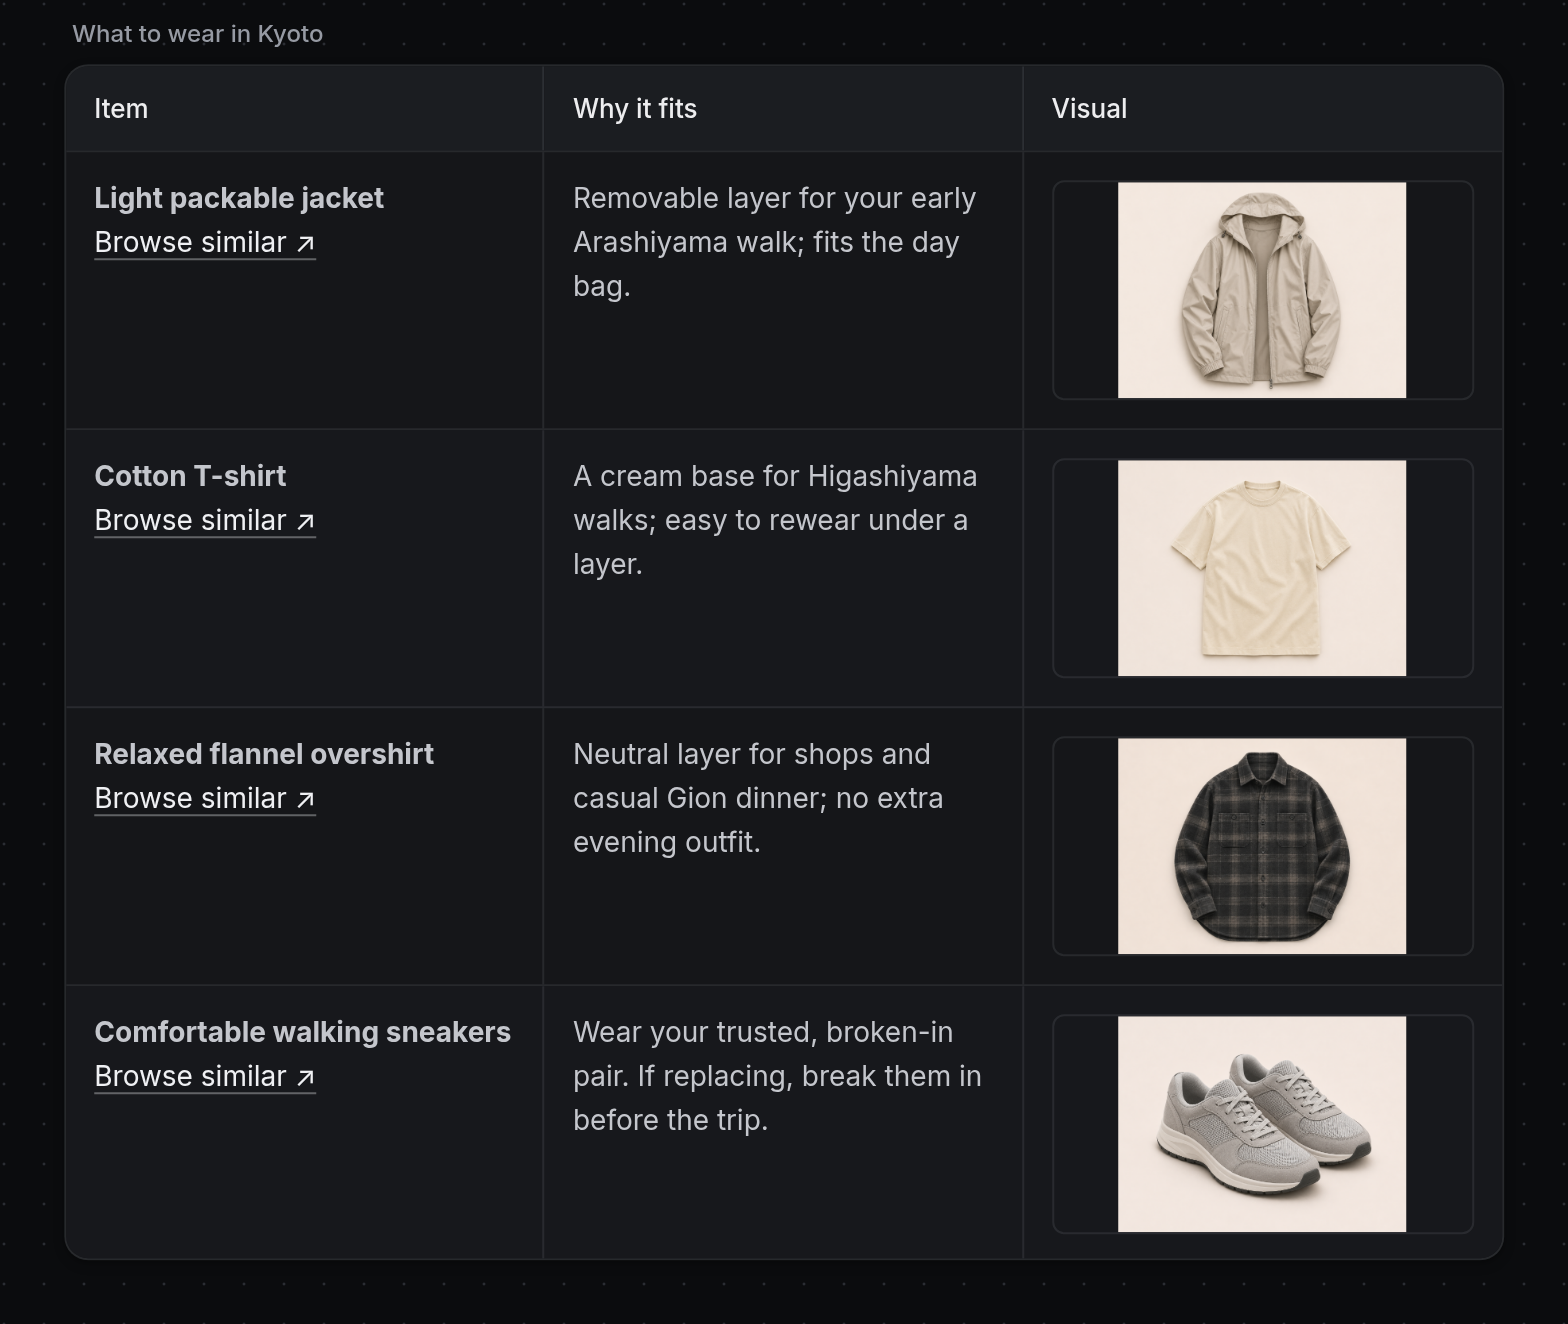 What to wear in Kyoto
Item
Why it fits
Visual
Light packable jacket
Browse similar ↗
Removable layer for your early
Arashiyama walk; fits the day
bag.
Cotton T-shirt
Browse similar ↗
A cream base for Higashiyama
walks; easy to rewear under a
layer.
Relaxed flannel overshirt
Browse similar ↗
Neutral layer for shops and
casual Gion dinner; no extra
evening outfit.
Comfortable walking sneakers
Browse similar ↗
Wear your trusted, broken-in
pair. If replacing, break them in
before the trip.